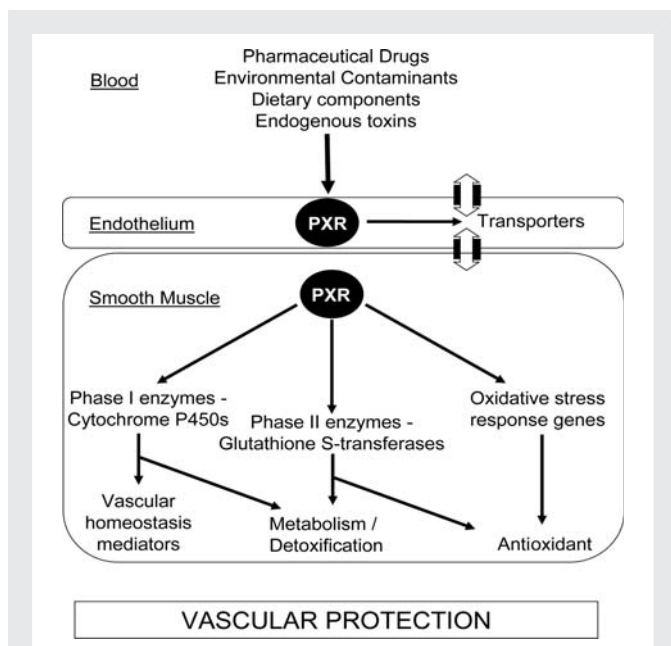 Blood
Pharmaceutical Drugs
Environmental Contaminants
Dietary components
Endogenous toxins
Endothelium
PXR
Transporters
Smooth Muscle
PXR
Phase I enzymes -
Cytochrome P450s
Phase II enzymes -
Glutathione S-transferases
Oxidative stress
response genes
Vascular
homeostasis
mediators
Metabolism /
Detoxification
Antioxidant
VASCULAR PROTECTION